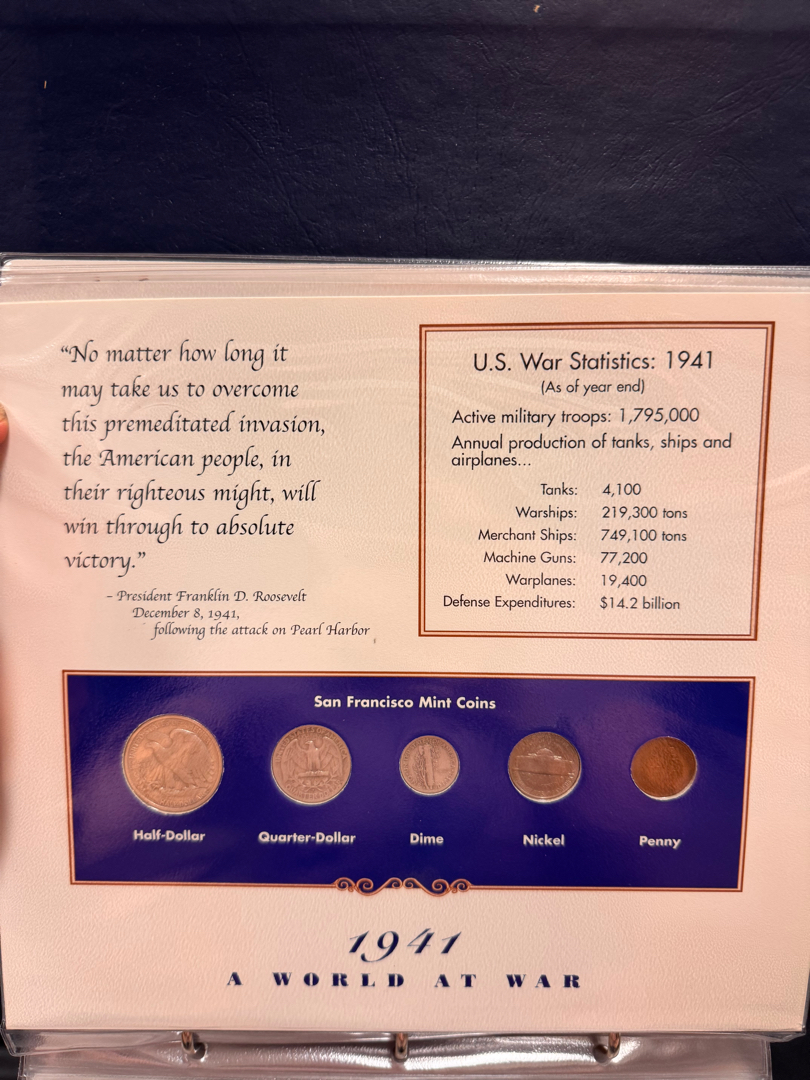 “No matter how long it
may take us to overcome
this premeditated invasion,
the American people, in
their righteous might, will
win through to absolute
victory.”
– President Franklin D. Roosevelt
December 8, 1941,
following the attack on Pearl Harbor
U.S. War Statistics: 1941
(As of year end)
Active military troops: 1,795,000
Annual production of tanks, ships and
airplanes...
Tanks: 4,100
Warships: 219,300 tons
Merchant Ships: 749,100 tons
Machine Guns: 77,200
Warplanes: 19,400
Defense Expenditures: $14.2 billion
San Francisco Mint Coins
Half-Dollar Quarter-Dollar Dime Nickel Penny
1941
A WORLD AT WAR